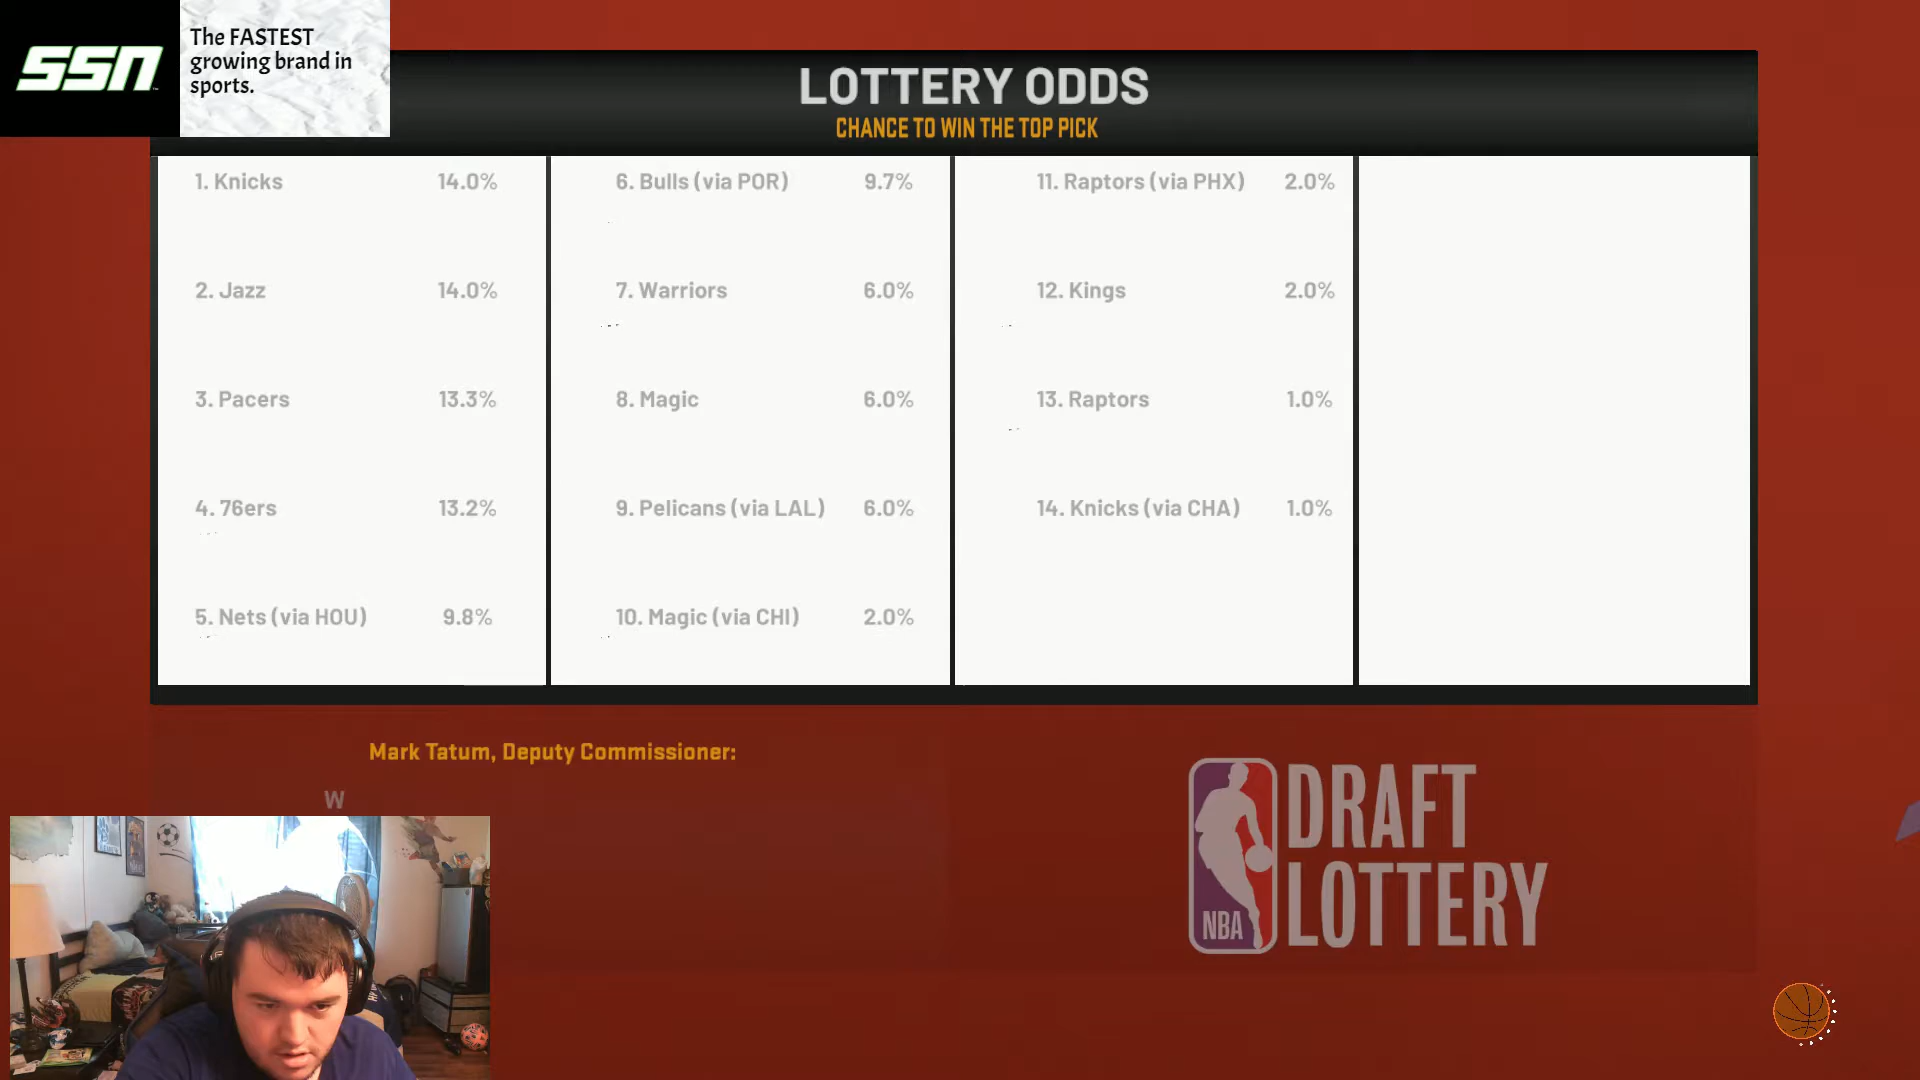 SSN
The FASTEST
growing brand in
sports.
LOTTERY ODDS
CHANCE TO WIN THE TOP PICK
1. Knicks 14.0%
2. Jazz 14.0%
3. Pacers 13.3%
4. 76ers 13.2%
5. Nets (via HOU) 9.8%
6. Bulls (via POR) 9.7%
7. Warriors 6.0%
8. Magic 6.0%
9. Pelicans (via LAL) 6.0%
10. Magic (via CHI) 2.0%
11. Raptors (via PHX) 2.0%
12. Kings 2.0%
13. Raptors 1.0%
14. Knicks (via CHA) 1.0%
Mark Tatum, Deputy Commissioner:
W
NBA
DRAFT
LOTTERY